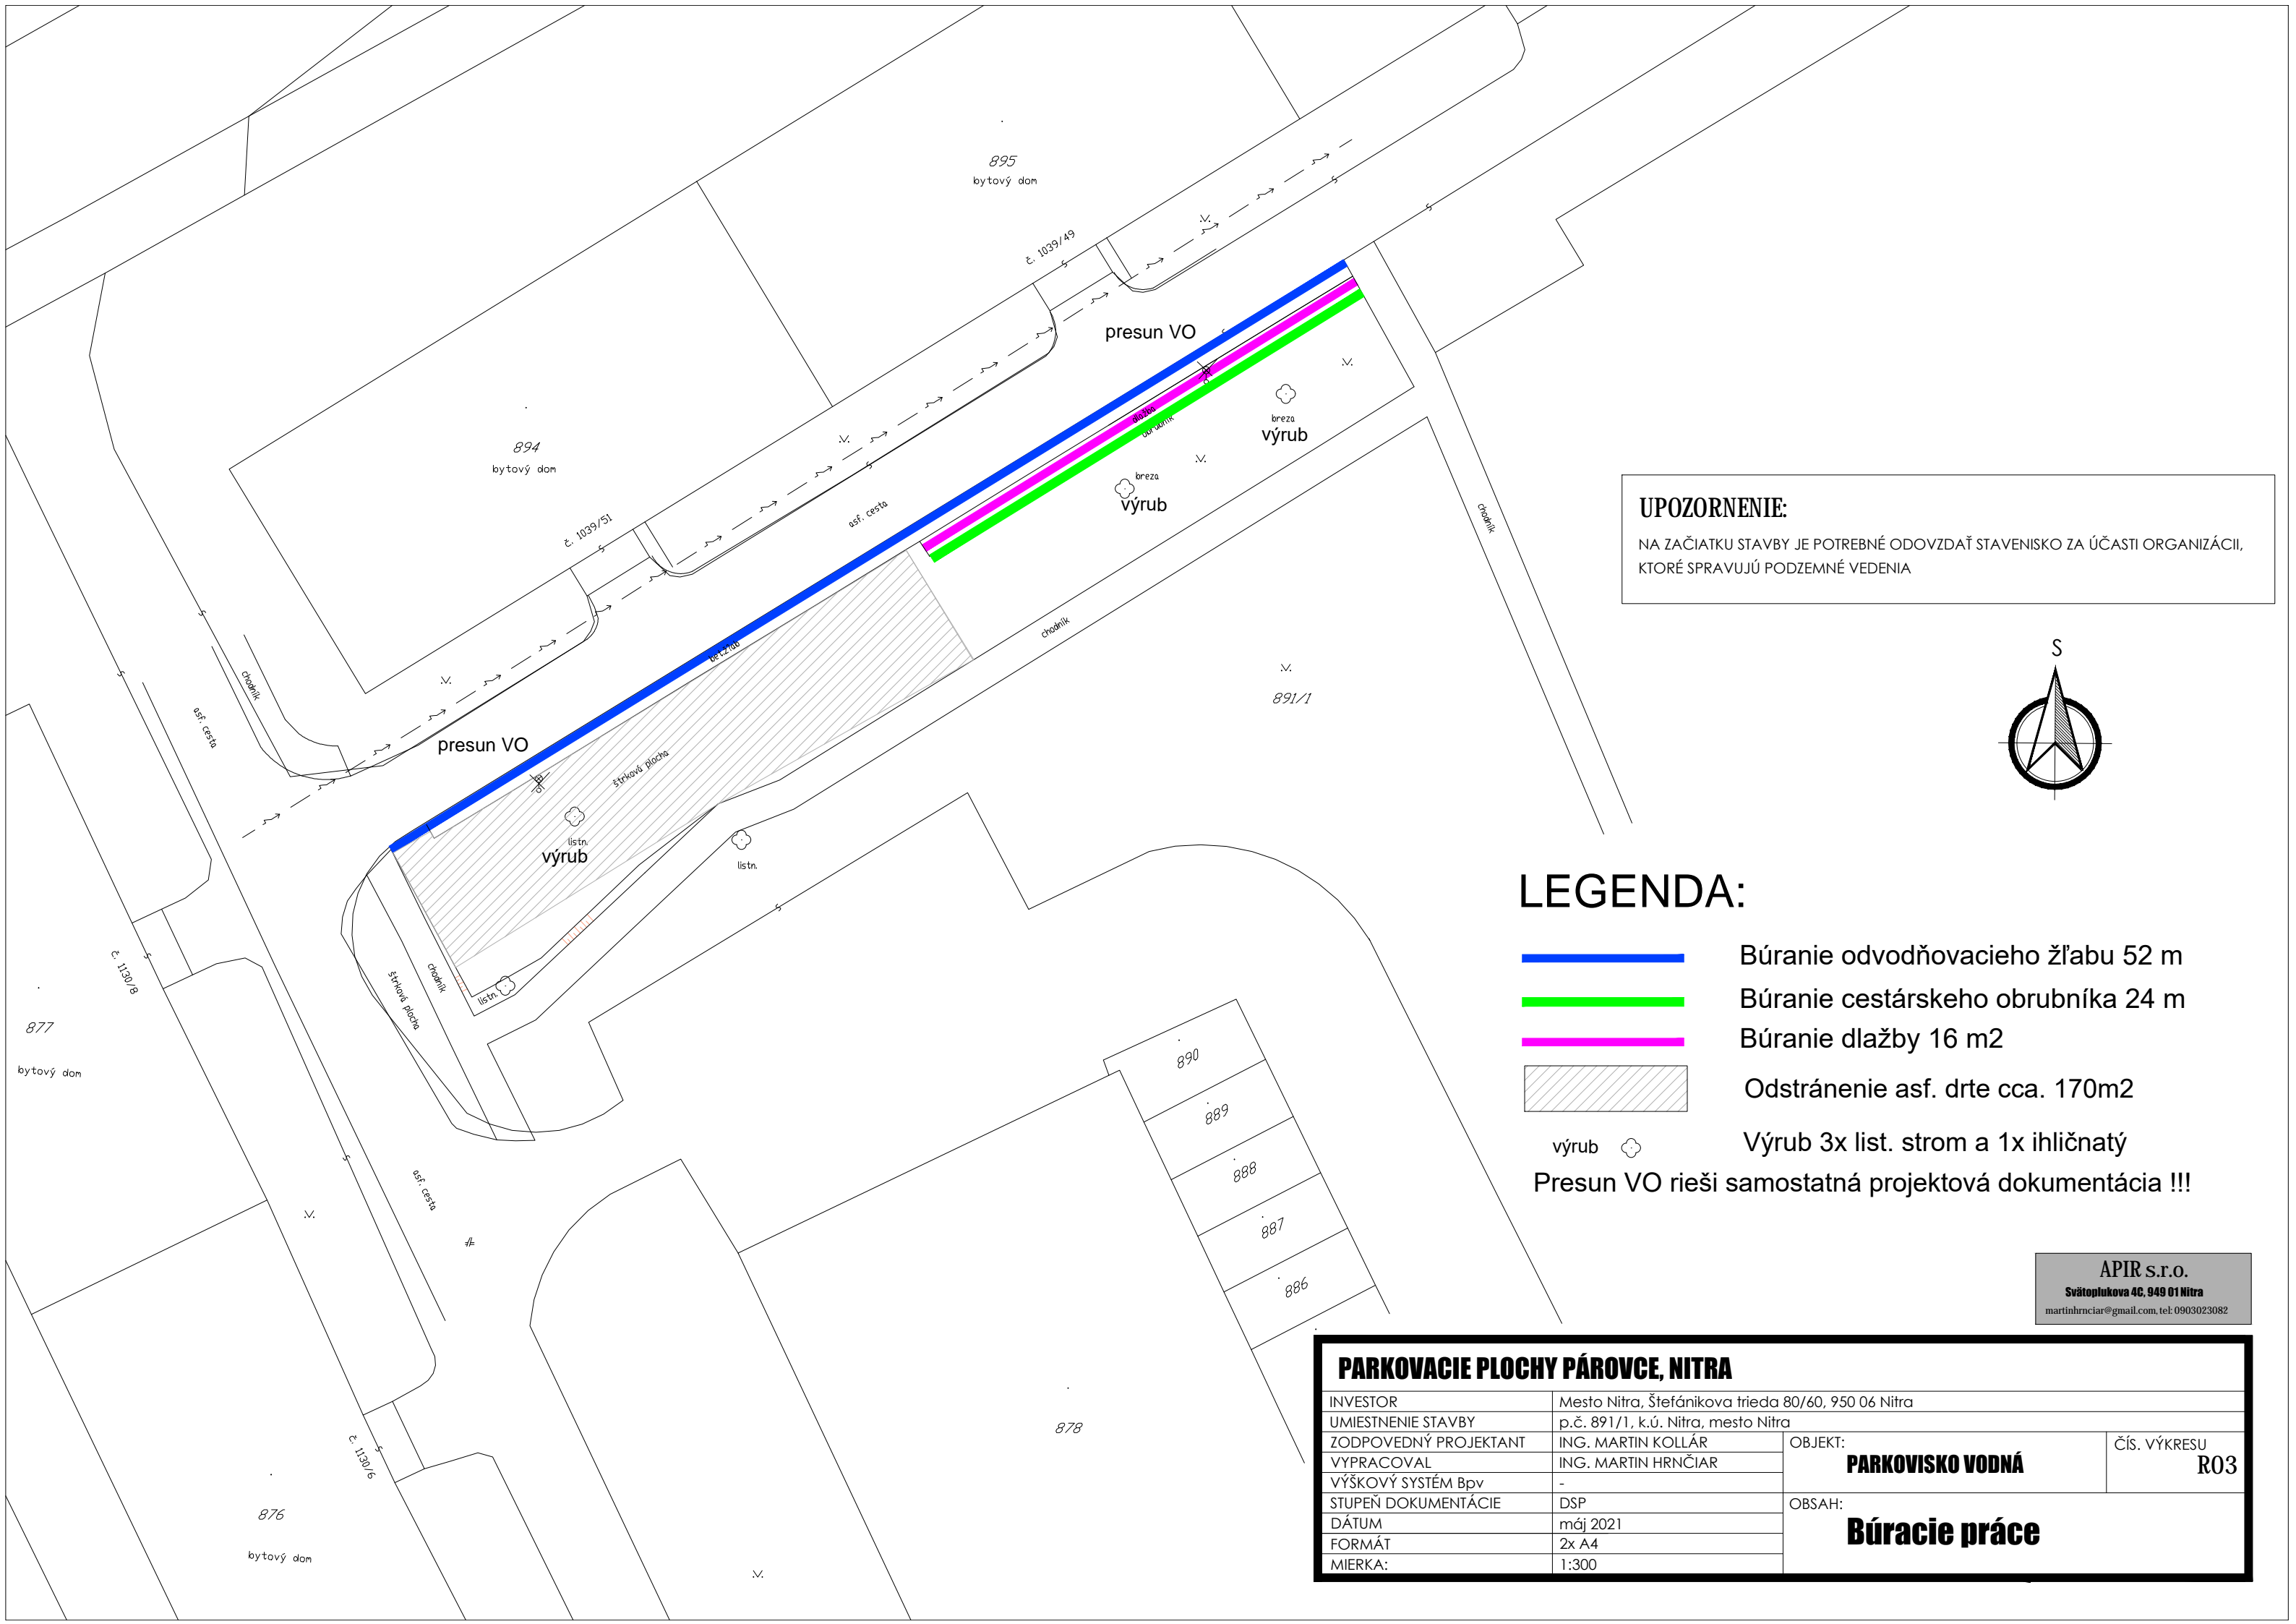 895
bytový dom
č. 1039/49
presun VO
894
bytový dom
č. 1039/51
asf. cesta
dlažba
obrubník
breza
výrub
breza
výrub
chodník
chodník
bet.žľab
891/1
chodník
asf. cesta
presun VO
štrková plocha
listn.
výrub
listn.
chodník
listn.
štrková plocha
č. 1130/8
877
bytový dom
asf. cesta
890
889
888
887
886
878
č. 1130/6
876
bytový dom
UPOZORNENIE:
NA ZAČIATKU STAVBY JE POTREBNÉ ODOVZDAŤ STAVENISKO ZA ÚČASTI ORGANIZÁCII,
KTORÉ SPRAVUJÚ PODZEMNÉ VEDENIA
S
LEGENDA:
Búranie odvodňovacieho žľabu 52 m
Búranie cestárskeho obrubníka 24 m
Búranie dlažby 16 m2
Odstránenie asf. drte cca. 170m2
výrub Výrub 3x list. strom a 1x ihličnatý
Presun VO rieši samostatná projektová dokumentácia !!!
APIR s.r.o.
Svätoplukova 4C, 949 01 Nitra
martinhrnciar@gmail.com, tel: 0903023082
PARKOVACIE PLOCHY PÁROVCE, NITRA
INVESTOR Mesto Nitra, Štefánikova trieda 80/60, 950 06 Nitra
UMIESTNENIE STAVBY p.č. 891/1, k.ú. Nitra, mesto Nitra
ZODPOVEDNÝ PROJEKTANT ING. MARTIN KOLLÁR
VYPRACOVAL ING. MARTIN HRNČIAR
VÝŠKOVÝ SYSTÉM Bpv -
STUPEŇ DOKUMENTÁCIE DSP
DÁTUM máj 2021
FORMÁT 2x A4
MIERKA: 1:300
OBJEKT:
PARKOVISKO VODNÁ
ČÍS. VÝKRESU
R03
OBSAH:
Búracie práce